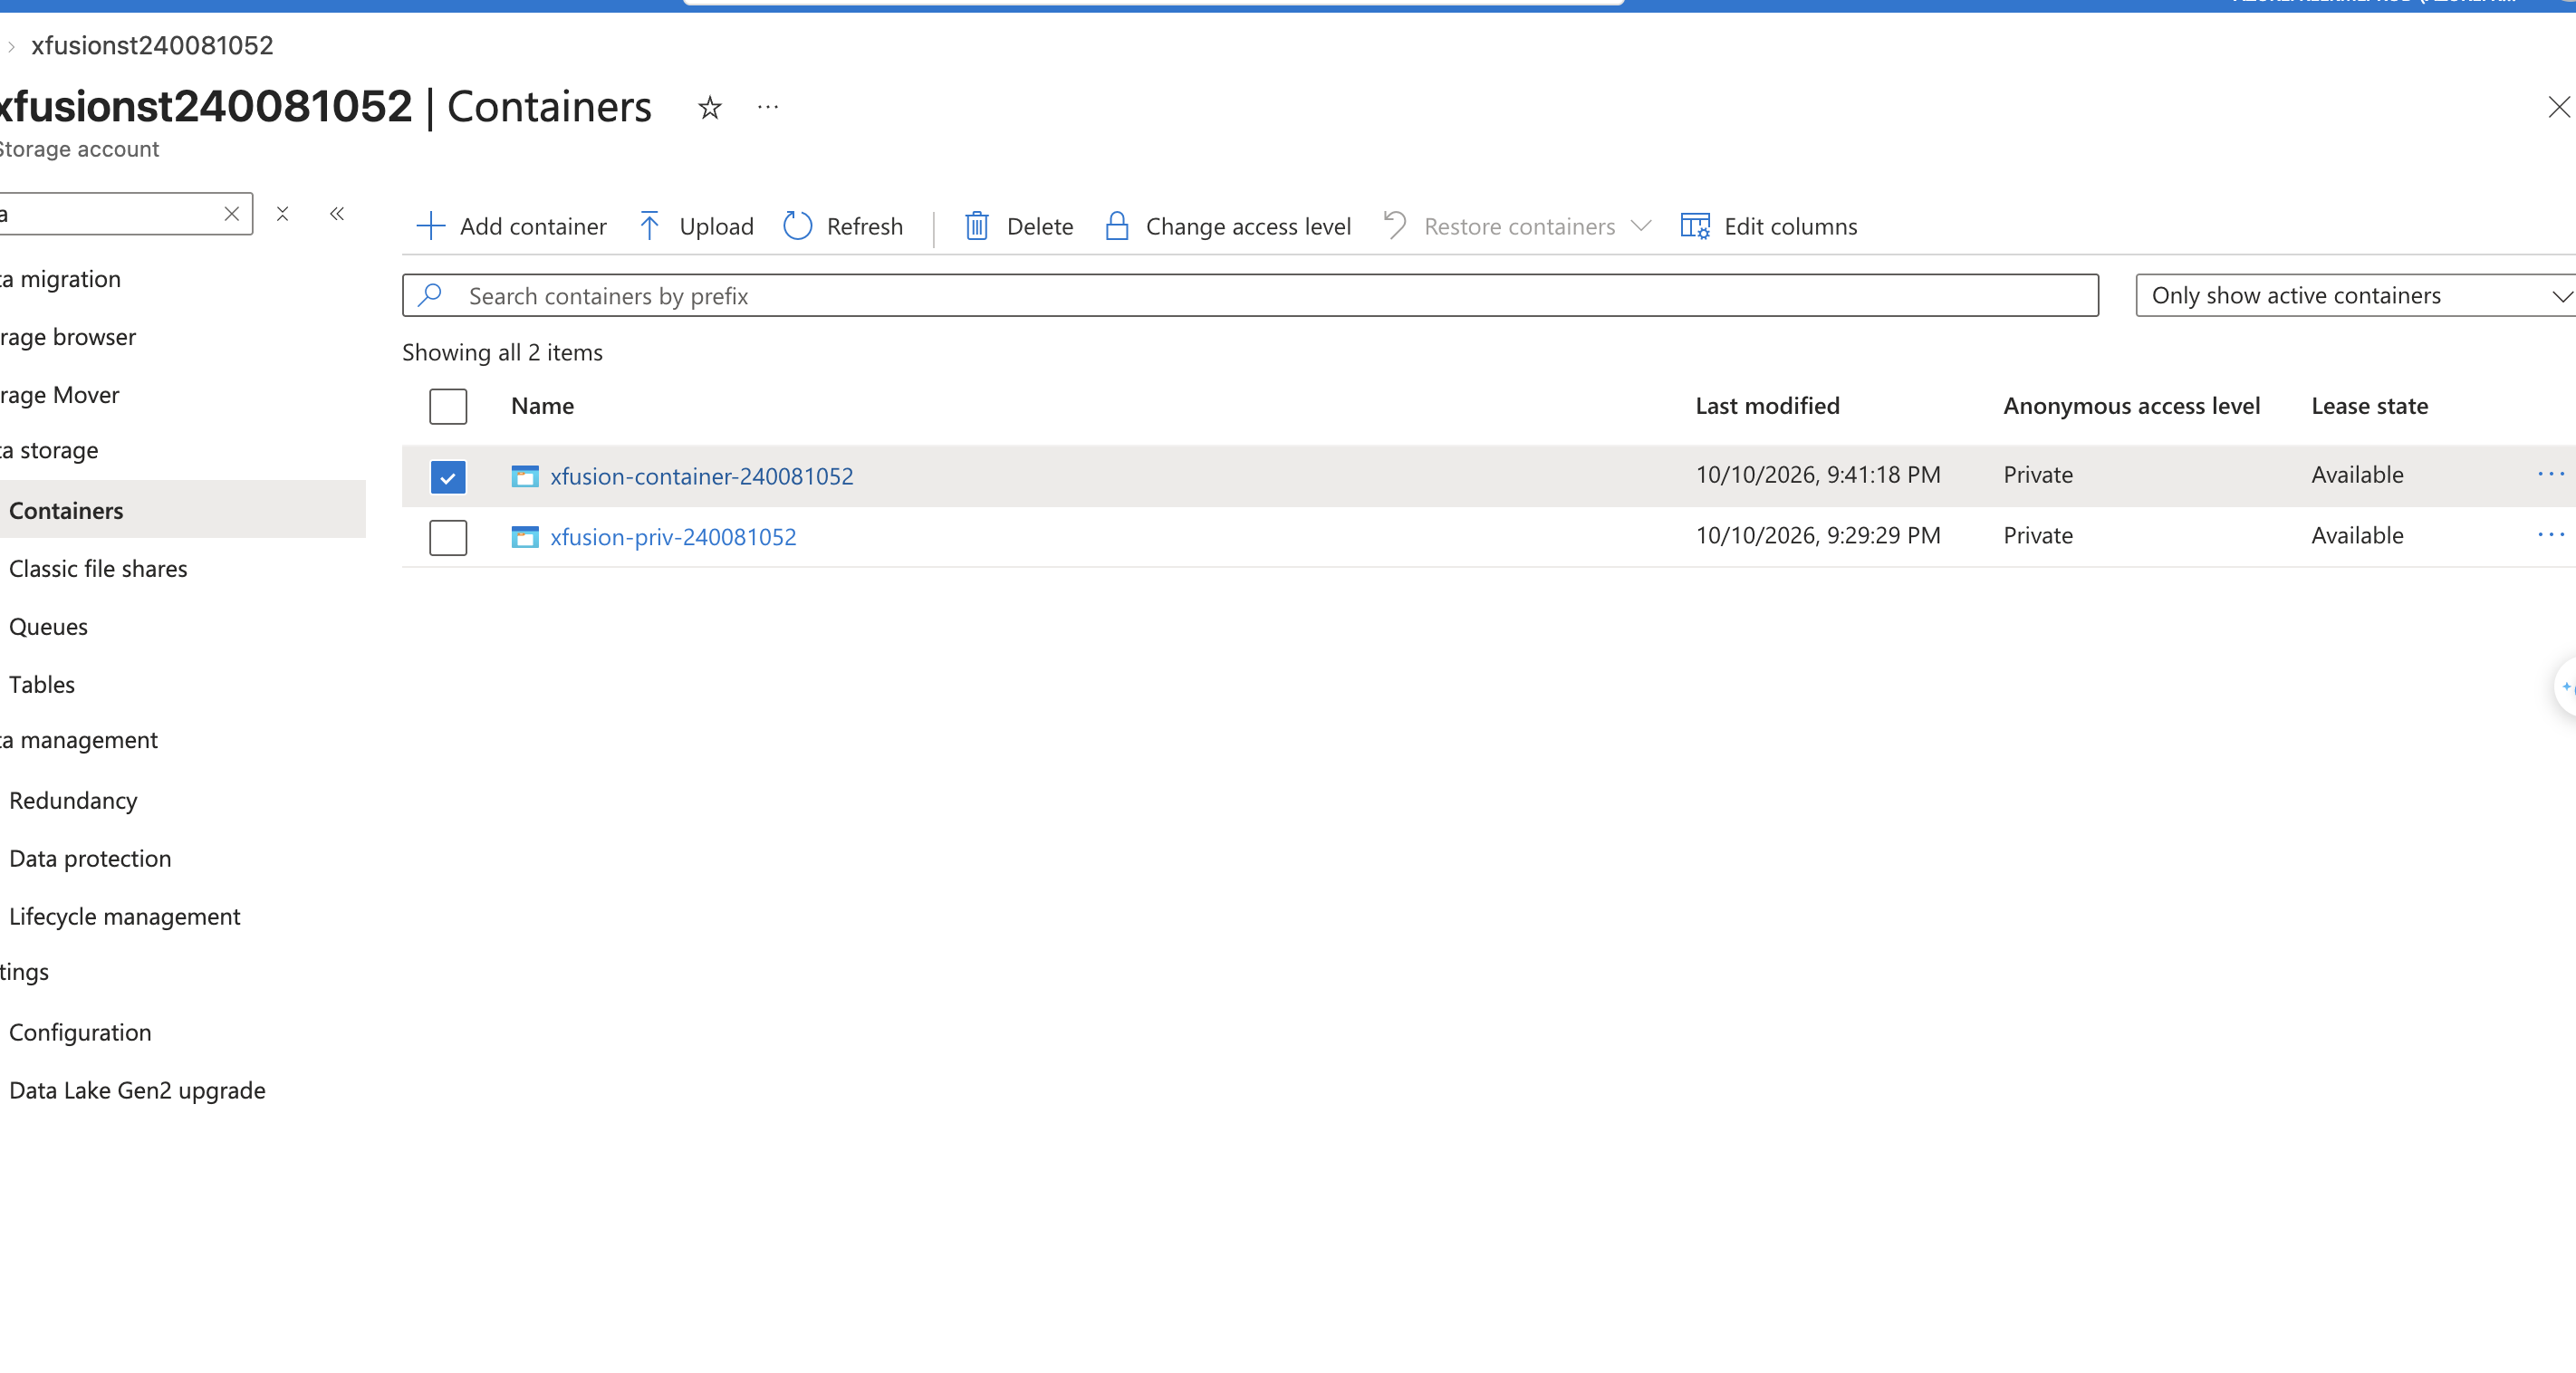 xfusionst240081052
xfusionst240081052 | Containers
Storage account
a
Add container Upload Refresh Delete Change access level Restore containers Edit columns
ta migration
Search containers by prefix Only show active containers
rage browser
Showing all 2 items
rage Mover
Name Last modified Anonymous access level Lease state
ta storage
xfusion-container-240081052 10/10/2026, 9:41:18 PM Private Available
Containers
xfusion-priv-240081052 10/10/2026, 9:29:29 PM Private Available
Classic file shares
Queues
Tables
ta management
Redundancy
Data protection
Lifecycle management
tings
Configuration
Data Lake Gen2 upgrade